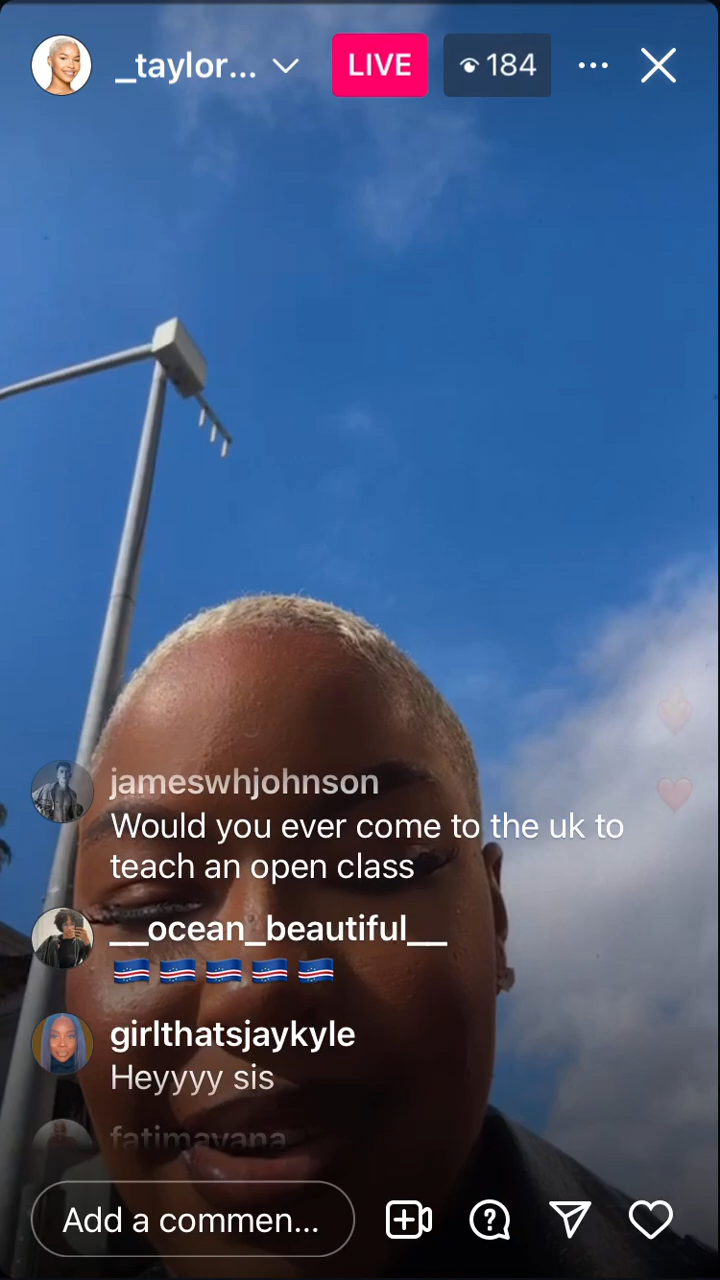 _taylor...
LIVE
184
jameswhjohnson
Would you ever come to the uk to
teach an open class
__ocean_beautiful__
🇨🇻 🇨🇻 🇨🇻 🇨🇻 🇨🇻
girlthatsjaykyle
Heyyyy sis
fatimavana
Add a commen...